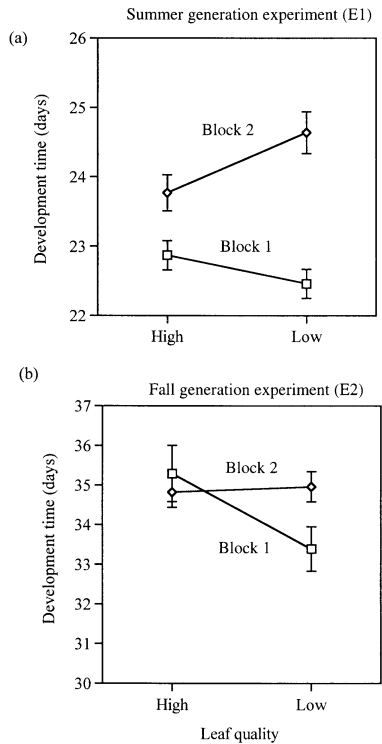 Summer generation experiment (E1)
(a)
26
25
24
23
22
Development time (days)
Block 2
Block 1
High Low
(b)
Fall generation experiment (E2)
37
36
35
34
33
32
31
30
Development time (days)
Block 2
Block 1
High Low
Leaf quality